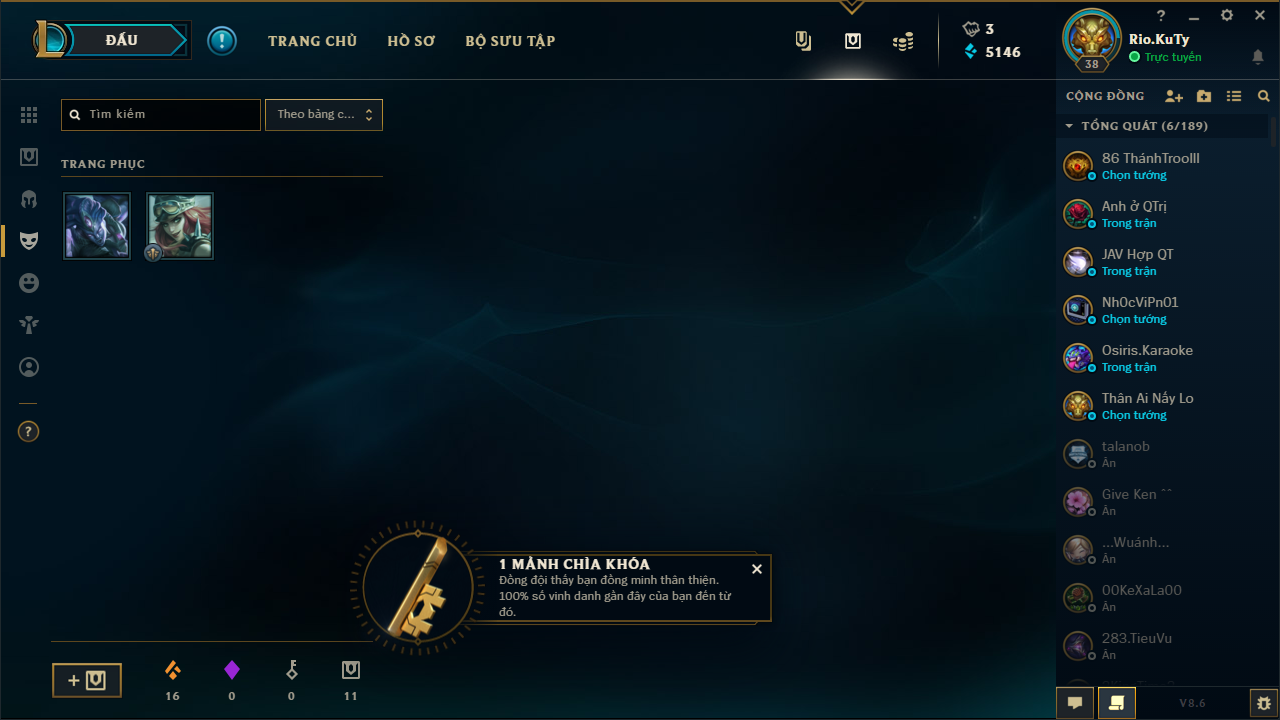 ĐẤU
TRANG CHỦ
HỒ SƠ
BỘ SƯU TẬP
3
5146
?
38
Rio.KuTy
Trực tuyến
Tìm kiếm
Theo bảng c...
TRANG PHỤC
?
1 MẢNH CHÌA KHÓA
Đồng đội thấy bạn đồng minh thân thiện.
100% số vinh danh gần đây của bạn đến từ
đó.
16
0
0
11
CỘNG ĐỒNG
TỔNG QUÁT (6/189)
86 ThánhTroolll
Chọn tướng
Anh ở QTrị
Trong trận
JAV Hợp QT
Trong trận
Nh0cViPn01
Chọn tướng
Osiris.Karaoke
Trong trận
Thân Ai Nấy Lo
Chọn tướng
talanob
Ẩn
Give Ken ^^
Ẩn
...Wuánh...
Ẩn
00KeXaLa00
Ẩn
283.TieuVu
Ẩn
V8.6